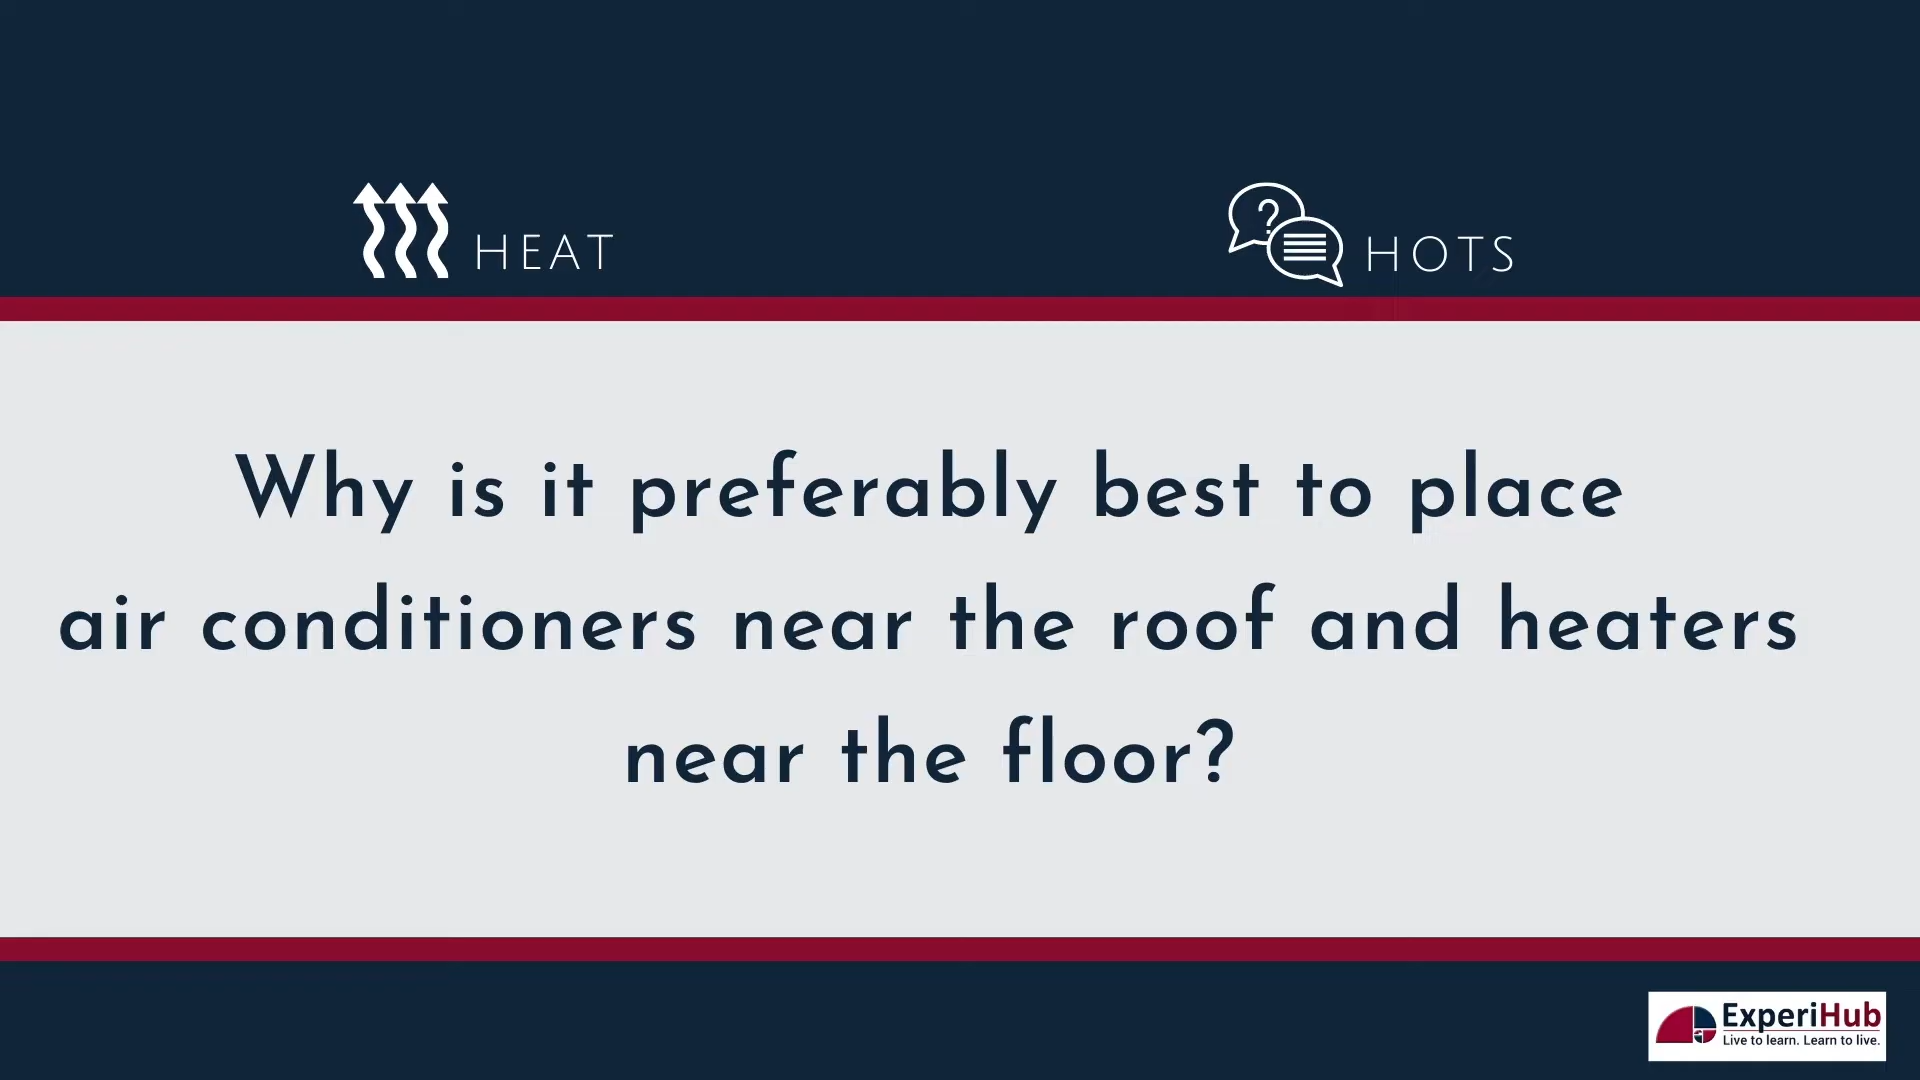 HEAT
HOTS
Why is it preferably best to place
air conditioners near the roof and heaters
near the floor?
ExperiHub
Live to learn. Learn to live.